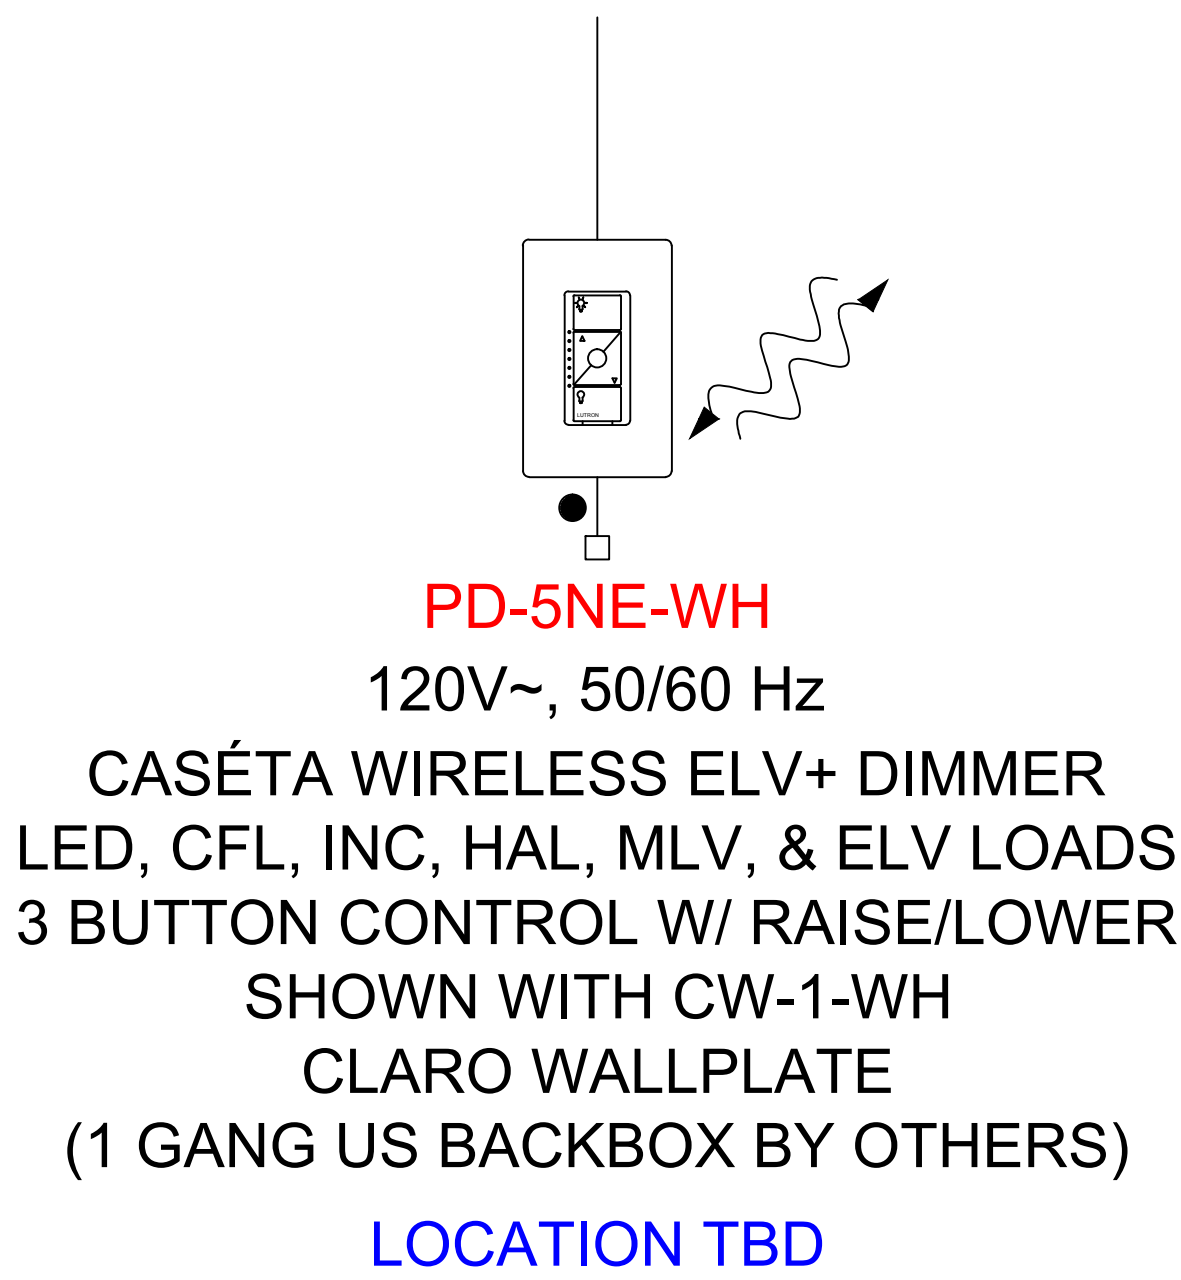 LUTRON
PD-5NE-WH
120V~, 50/60 Hz
CASÉTA WIRELESS ELV+ DIMMER
LED, CFL, INC, HAL, MLV, & ELV LOADS
3 BUTTON CONTROL W/ RAISE/LOWER
SHOWN WITH CW-1-WH
CLARO WALLPLATE
(1 GANG US BACKBOX BY OTHERS)
LOCATION TBD